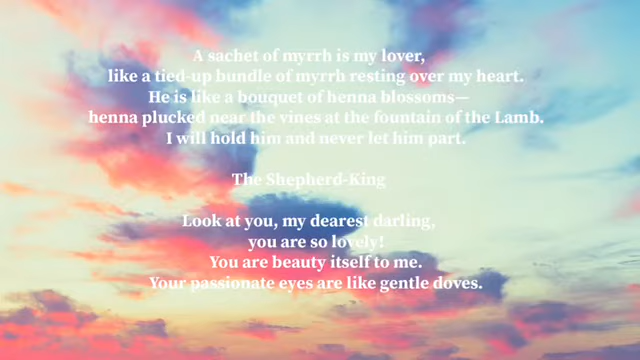 A sachet of myrrh is my lover,
like a tied-up bundle of myrrh resting over my heart.
He is like a bouquet of henna blossoms—
henna plucked near the vines at the fountain of the Lamb.
I will hold him and never let him part.
The Shepherd-King
Look at you, my dearest darling,
you are so lovely!
You are beauty itself to me.
Your passionate eyes are like gentle doves.